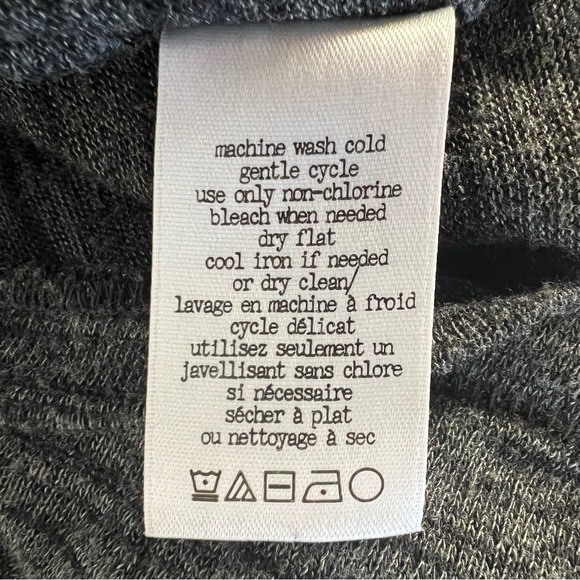 machine wash cold
gentle cycle
use only non-chlorine
bleach when needed
dry flat
cool iron if needed
or dry clean/
lavage en machine à froid
cycle délicat
utilisez seulement un
javellisant sans chlore
si nécessaire
sécher à plat
ou nettoyage à sec